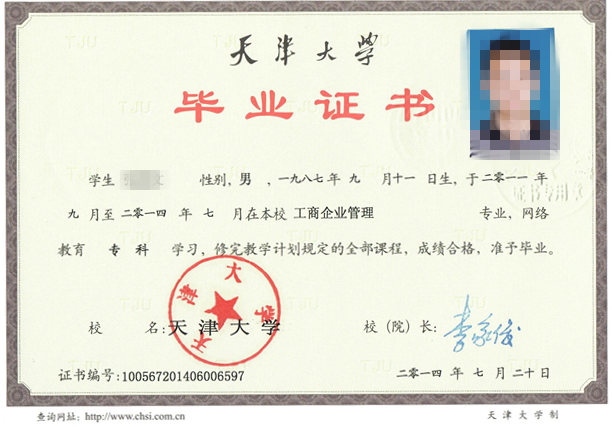 天津大学
毕业证书
学生 文 性别，男 ，一九八七年 九 月十一日生，于二零一一 年
九 月至二零一四 年 七 月在本校 工商企业管理 专业，网络
教育 专 科 学习，修完教学计划规定的全部课程，成绩合格，准予毕业。
天津大学
校 名：天 津 大 学 校（院）长：李家俊
证书编号：100567201406006597 二零一四 年 七 月 二十日
查询网址：http://www.chsi.com.cn 天 津 大 学 制